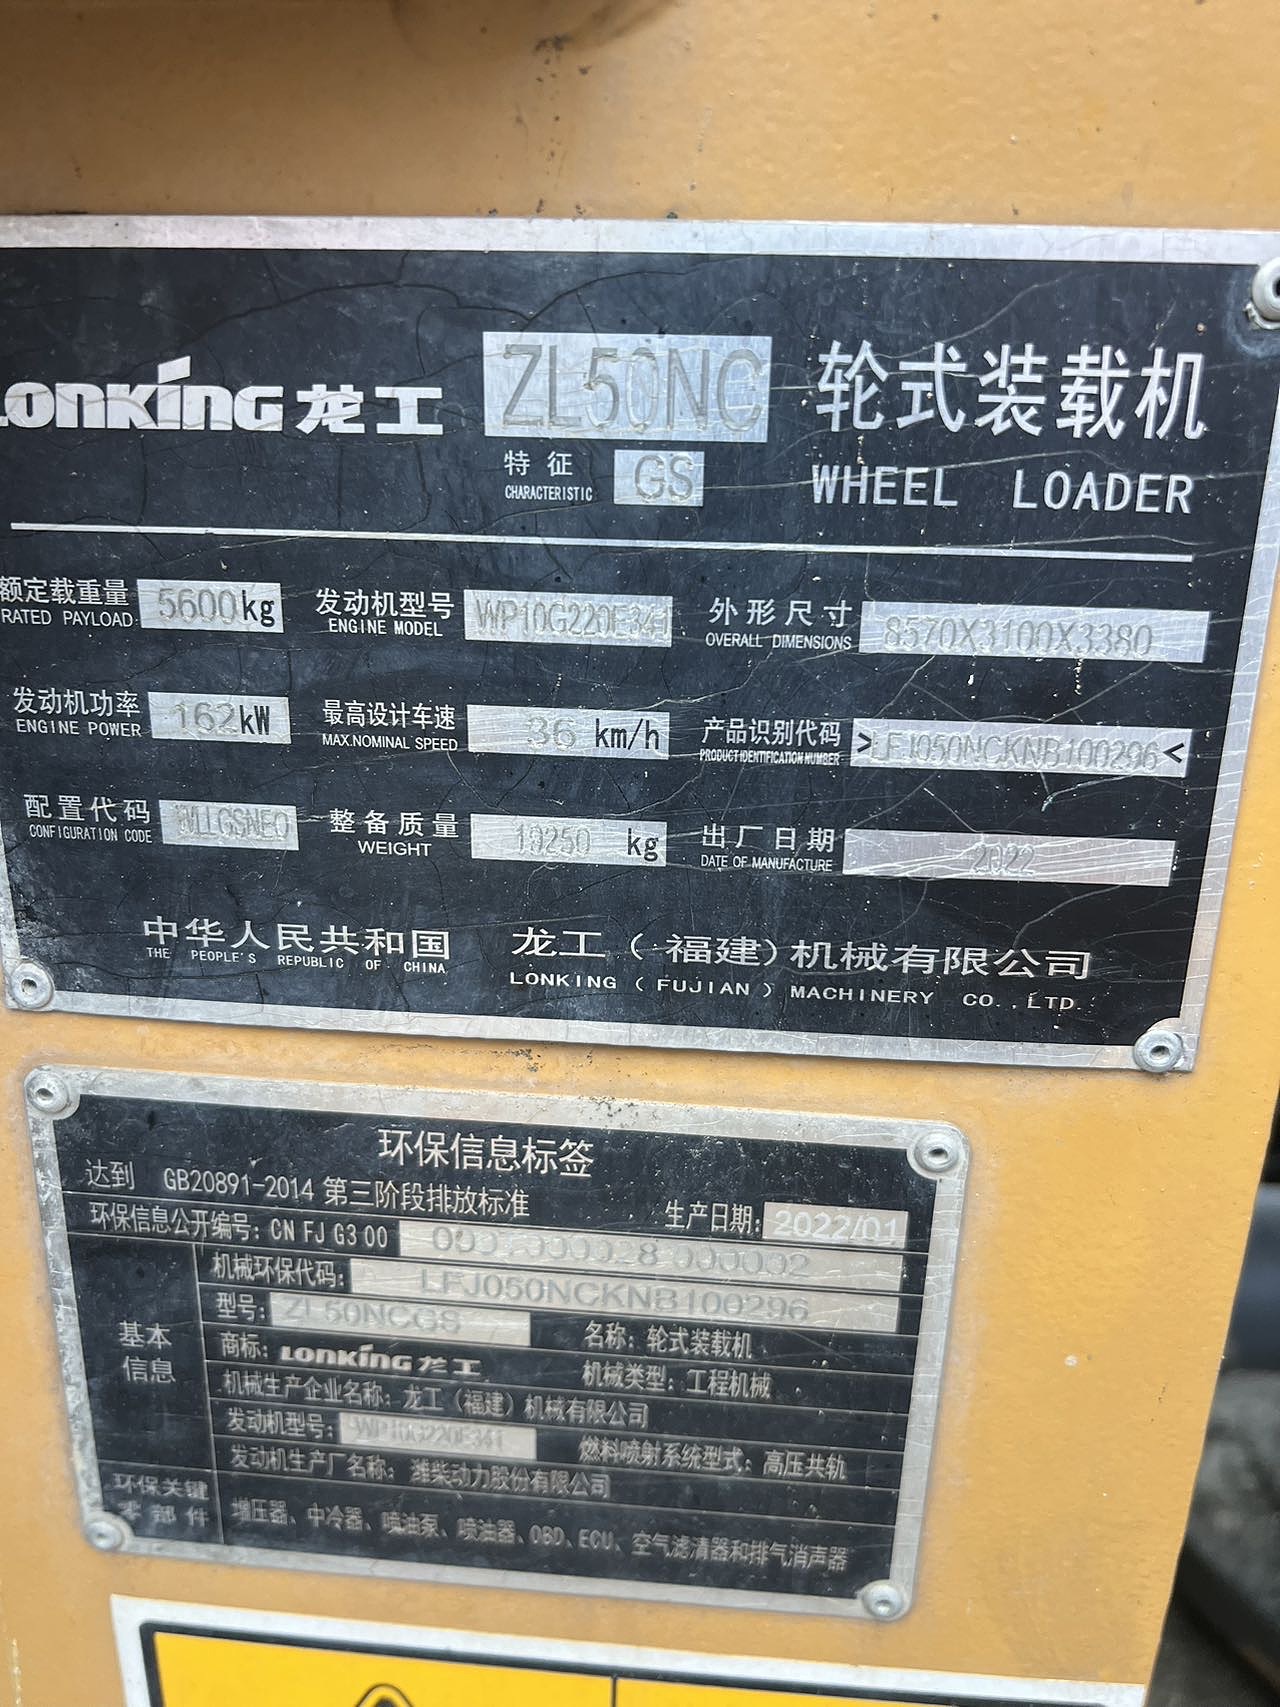 LONKING 龙工 ZL50NC 轮式装载机
特征 GS
CHARACTERISTIC
WHEEL LOADER
额定载重量 5600kg 发动机型号 WP10G220E341 外形尺寸 8570X3100X3380
RATED PAYLOAD ENGINE MODEL OVERALL DIMENSIONS
发动机功率 162kW 最高设计车速 36 km/h 产品识别代码 >LFJ050NCKNB100296<
ENGINE POWER MAX.NOMINAL SPEED PRODUCT IDENTIFICATION NUMBER
配置代码 整备质量 19250 kg 出厂日期 2022
CONFIGURATION CODE WEIGHT DATE OF MANUFACTURE
中华人民共和国 龙工(福建)机械有限公司
THE PEOPLE'S REPUBLIC OF CHINA LONKING (FUJIAN) MACHINERY CO.,LTD.
环保信息标签
达到 GB20891-2014 第三阶段排放标准 生产日期: 2022/01
环保信息公开编号: CN FJ G3 00 000002
机械环保代码: LFJ050NCKNB100296
型号: ZL50NCGS 名称: 轮式装载机
基本信息
商标: LONKING 龙工 机械类型: 工程机械
机械生产企业名称: 龙工(福建)机械有限公司
发动机型号: WP10G220E341 燃料喷射系统型式: 高压共轨
发动机生产厂名称: 潍柴动力股份有限公司
环保关键零部件
增压器、中冷器、喷油泵、喷油器、OBD、ECU、空气滤清器和排气消声器